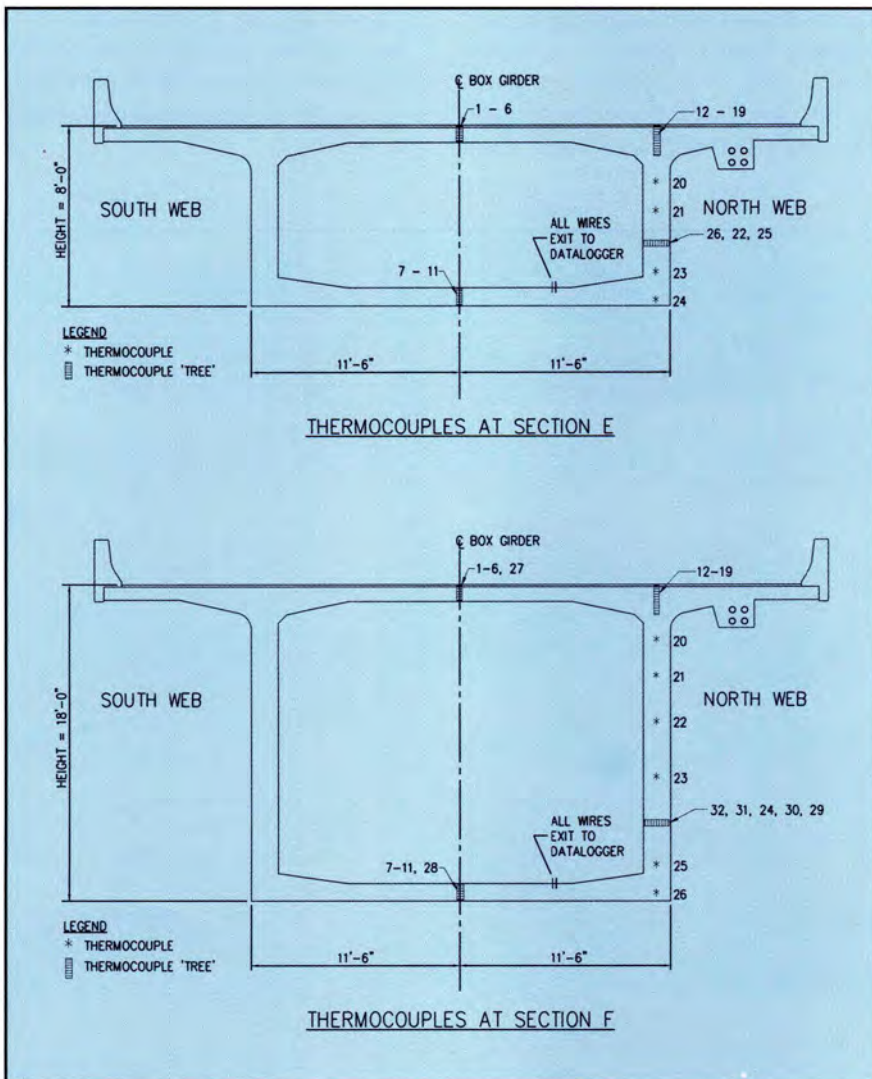 ℄ BOX GIRDER
1 - 6
12 - 19
HEIGHT = 8'-0"
20
SOUTH WEB
21
NORTH WEB
ALL WIRES
EXIT TO
DATALOGGER
26, 22, 25
7 - 11
23
24
LEGEND
* THERMOCOUPLE
THERMOCOUPLE 'TREE'
11'-6"
11'-6"
THERMOCOUPLES AT SECTION E
℄ BOX GIRDER
1-6, 27
12-19
HEIGHT = 18'-0"
20
21
SOUTH WEB
NORTH WEB
22
23
ALL WIRES
EXIT TO
DATALOGGER
32, 31, 24, 30, 29
7-11, 28
25
26
LEGEND
* THERMOCOUPLE
THERMOCOUPLE 'TREE'
11'-6"
11'-6"
THERMOCOUPLES AT SECTION F